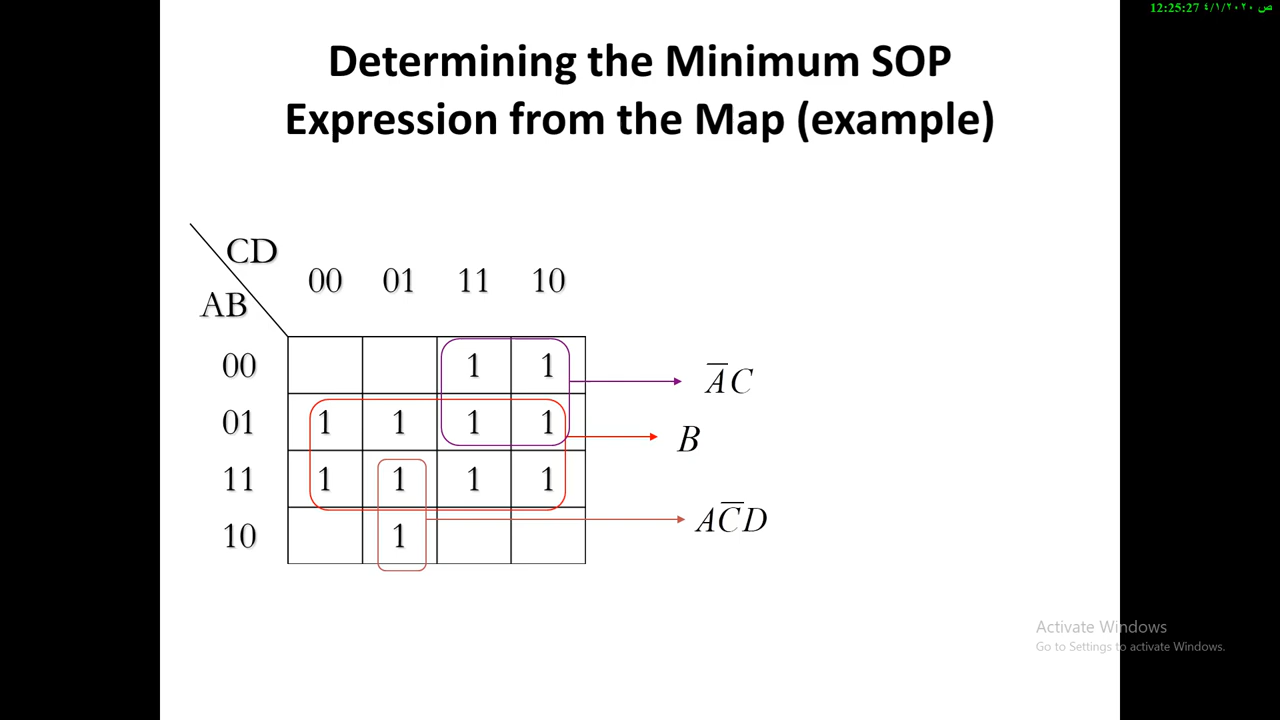 12:25:27 ٤/١/٢٠٢٠ ص
Determining the Minimum SOP
Expression from the Map (example)
CD
AB
00 01 11 10
00 1 1 A̅C
01 1 1 1 1 B
11 1 1 1 1
10 1 AC̅D
Activate Windows
Go to Settings to activate Windows.